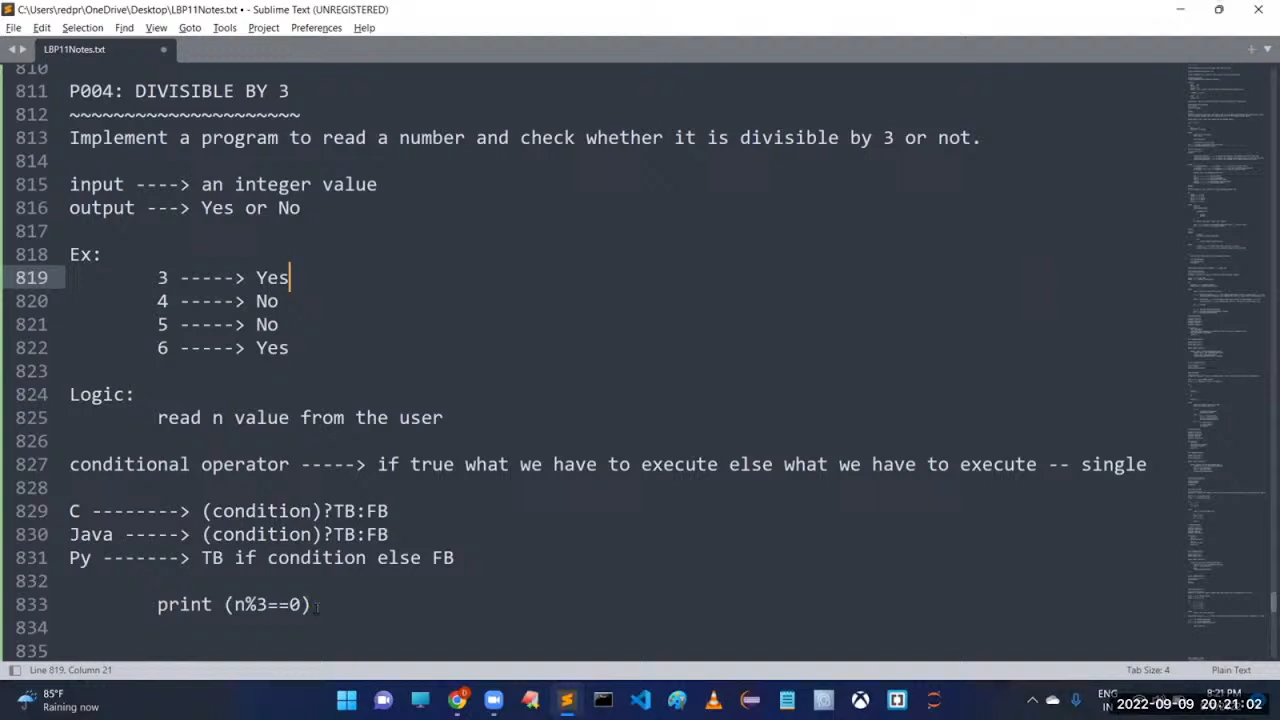 C:\Users\redpr\OneDrive\Desktop\LBP11Notes.txt • - Sublime Text (UNREGISTERED)
File Edit Selection Find View Goto Tools Project Preferences Help
LBP11Notes.txt
810
811 P004: DIVISIBLE BY 3
812 ~~~~~~~~~~~~~~~~~~~~~
813 Implement a program to read a number and check whether it is divisible by 3 or not.
814
815 input ----> an integer value
816 output ---> Yes or No
817
818 Ex:
819 3 -----> Yes
820 4 -----> No
821 5 -----> No
822 6 -----> Yes
823
824 Logic:
825 read n value from the user
826
827 conditional operator -----> if true what we have to execute else what we have to execute -- single
828
829 C --------> (condition)?TB:FB
830 Java -----> (condition)?TB:FB
831 Py -------> TB if condition else FB
832
833 print (n%3==0)
834
835
Line 819, Column 21
Tab Size: 4
Plain Text
85°F
Raining now
ENG
IN
8:21 PM
2022-09-09 20:21:02